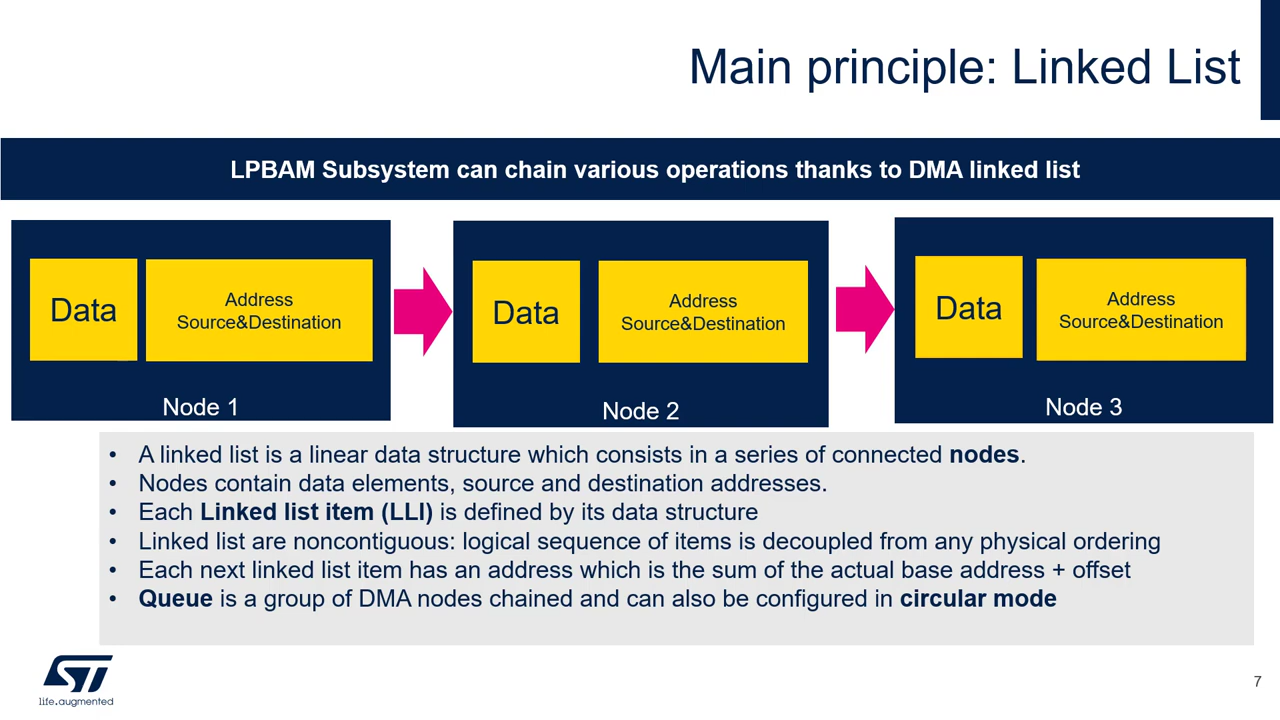 Main principle: Linked List
LPBAM Subsystem can chain various operations thanks to DMA linked list
Data
Address
Source&Destination
Node 1
Data
Address
Source&Destination
Node 2
Data
Address
Source&Destination
Node 3
• A linked list is a linear data structure which consists in a series of connected nodes.
• Nodes contain data elements, source and destination addresses.
• Each Linked list item (LLI) is defined by its data structure
• Linked list are noncontiguous: logical sequence of items is decoupled from any physical ordering
• Each next linked list item has an address which is the sum of the actual base address + offset
• Queue is a group of DMA nodes chained and can also be configured in circular mode
ST
life.augmented
7